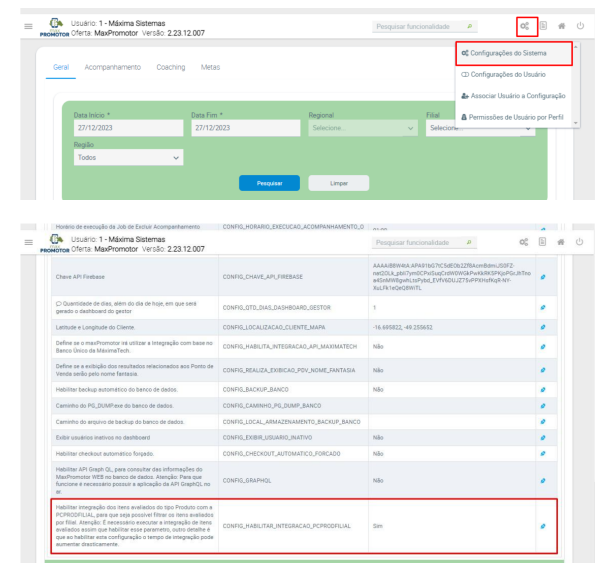 Usuário: 1 - Máxima Sistemas
PROMOTOR Oferta: MaxPromotor Versão: 2.23.12.007
Pesquisar funcionalidade
Configurações do Sistema
Configurações do Usuário
Associar Usuário a Configuração
Permissões de Usuário por Perfil
Geral Acompanhamento Coaching Metas
Data Início * Data Fim * Regional Filial
27/12/2023 27/12/2023 Selecione... Selecione...
Região
Todos
Pesquisar Limpar
Horário de execução de Job de Excluir Acompanhamento CONFIG_HORARIO_EXECUCAO_ACOMPANHAMENTO_O
Usuário: 1 - Máxima Sistemas
PROMOTOR Oferta: MaxPromotor Versão: 2.23.12.007
Pesquisar funcionalidade
Chave API Firebase CONFIG_CHAVE_API_FIREBASE
Quantidade de dias, além do dia de hoje, em que será
gerado o dashboard do gestor
CONFIG_QTD_DIAS_DASHBOARD_GESTOR 1
Latitude e Longitude do Cliente. CONFIG_LOCALIZACAO_CLIENTE_MAPA -16.605822, -49.255652
Define se o maxPromotor irá utilizar a Integração com base no
Banco Único da MáximaTech.
CONFIG_HABILITA_INTEGRACAO_API_MAXIMATECH Não
Define se a exibição dos resultados relacionados aos Ponto de
Venda serão pelo nome fantasia.
CONFIG_REALIZA_EXIBICAO_PDV_NOME_FANTASIA Não
Habilitar backup automático do banco de dados. CONFIG_BACKUP_BANCO Não
Caminho do PG_DUMP.exe do banco de dados. CONFIG_CAMINHO_PG_DUMP_BANCO
Caminho do arquivo de backup do banco de dados. CONFIG_LOCAL_ARMAZENAMENTO_BACKUP_BANCO
Exibir usuários inativos no dashboard CONFIG_EXIBIR_USUARIO_INATIVO Não
Habilitar checkout automático forçado. CONFIG_CHECKOUT_AUTOMATICO_FORCADO Não
Habilitar API Graph QL, para consultar das informações do
MaxPromotor WEB no banco de dados. Atenção: Para que
funcione é necessário possuir a aplicação da API GraphQL no
ar.
CONFIG_GRAPHQL Não
Habilitar integração dos itens avaliados do tipo Produto com a
PCPRODFILIAL, para que seja possível filtrar os itens avaliados
por filial. Atenção: É necessário executar a integração de itens
avaliados assim que habilitar esse parametro, outro detalhe é
que ao habilitar esta configuração o tempo de integração pode
aumentar drasticamente.
CONFIG_HABILITAR_INTEGRACAO_PCPRODFILIAL Sim